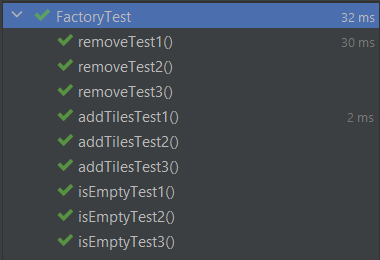 FactoryTest 32 ms
removeTest1() 30 ms
removeTest2()
removeTest3()
addTilesTest1() 2 ms
addTilesTest2()
addTilesTest3()
isEmptyTest1()
isEmptyTest2()
isEmptyTest3()